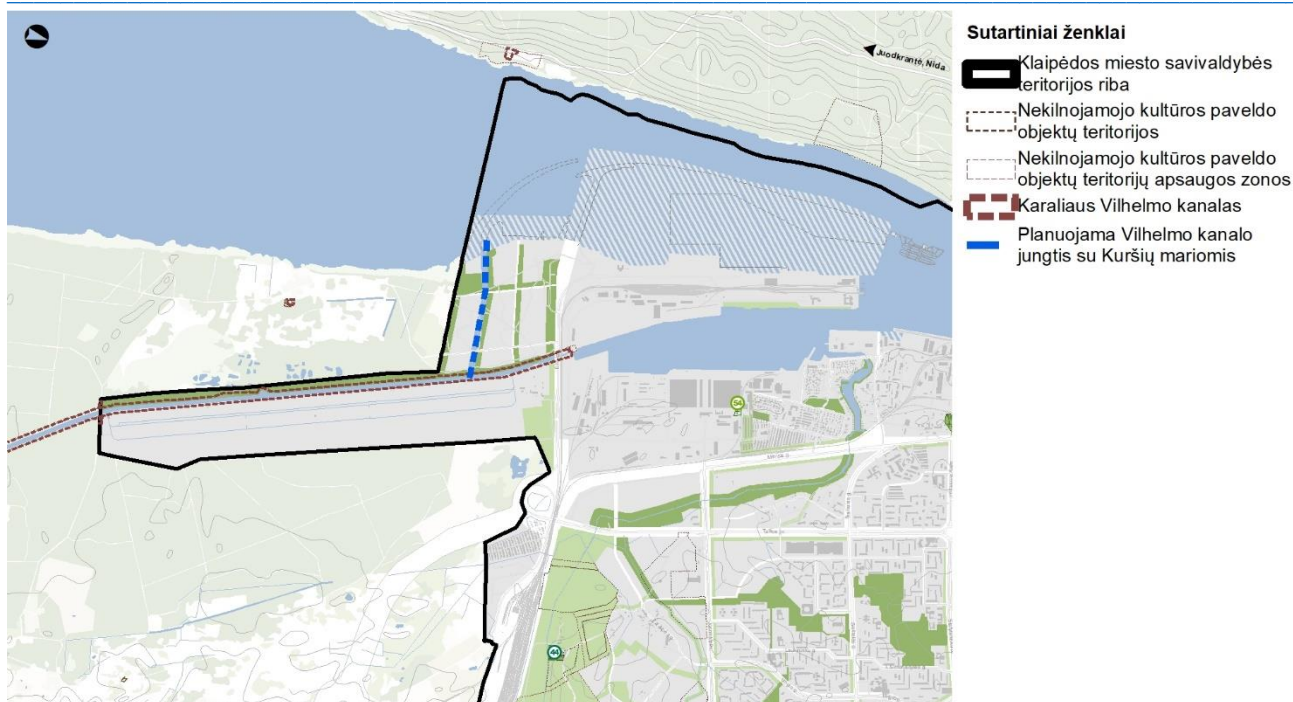 Juodkrantė, Nida
54
44
Sutartiniai ženklai
Klaipėdos miesto savivaldybės
teritorijos riba
Nekilnojamojo kultūros paveldo
objektų teritorijos
Nekilnojamojo kultūros paveldo
objektų teritorijų apsaugos zonos
Karaliaus Vilhelmo kanalas
Planuojama Vilhelmo kanalo
jungtis su Kuršių mariomis